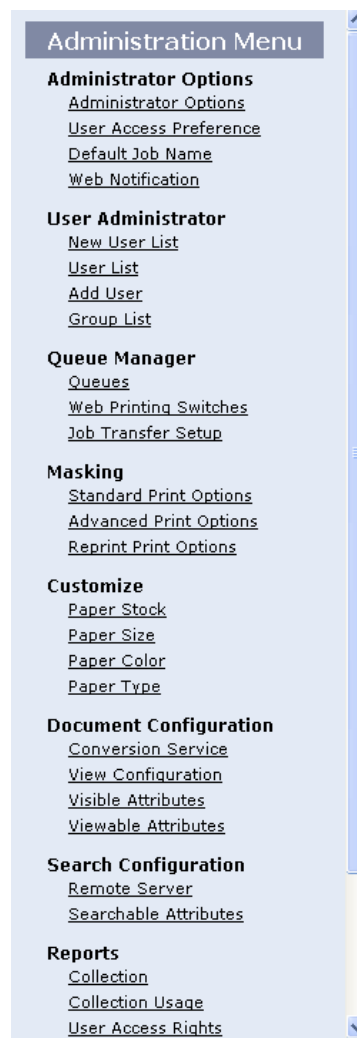 Administration Menu
Administrator Options
Administrator Options
User Access Preference
Default Job Name
Web Notification
User Administrator
New User List
User List
Add User
Group List
Queue Manager
Queues
Web Printing Switches
Job Transfer Setup
Masking
Standard Print Options
Advanced Print Options
Reprint Print Options
Customize
Paper Stock
Paper Size
Paper Color
Paper Type
Document Configuration
Conversion Service
View Configuration
Visible Attributes
Viewable Attributes
Search Configuration
Remote Server
Searchable Attributes
Reports
Collection
Collection Usage
User Access Rights